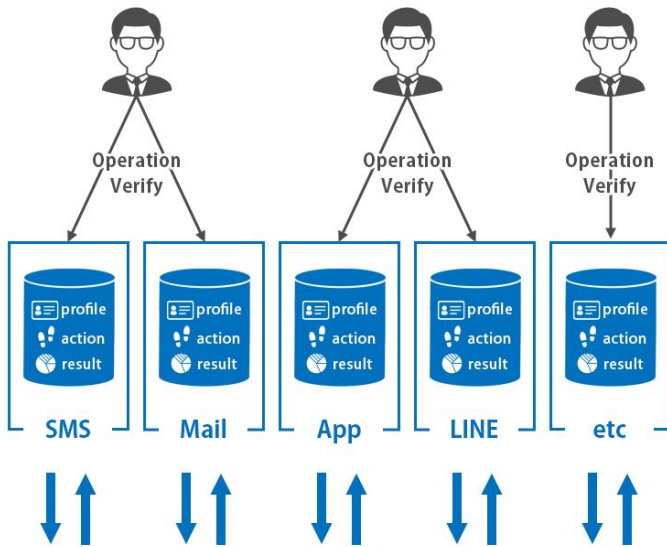 Operation
Verify
Operation
Verify
Operation
Verify
profile
action
result
SMS
profile
action
result
Mail
profile
action
result
App
profile
action
result
LINE
profile
action
result
etc